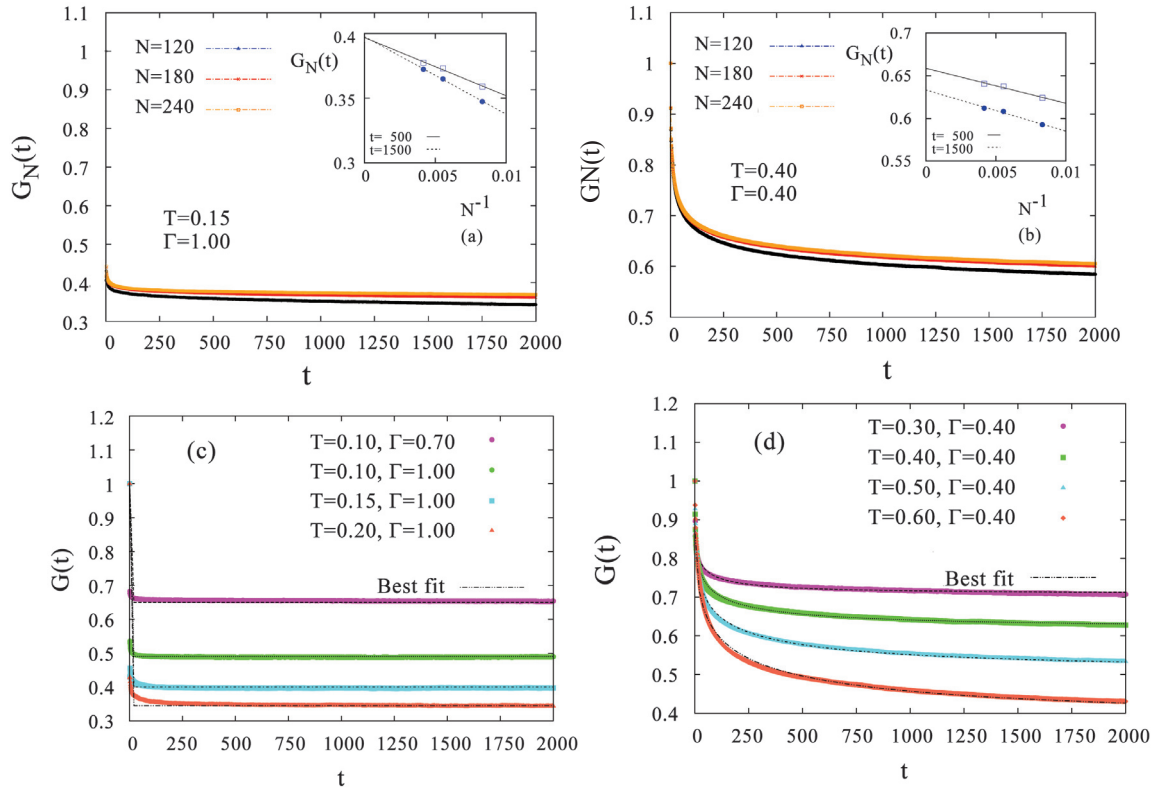 1.1
1
0.9
0.8
0.7
0.6
0.5
0.4
0.3
G_N(t)
N=120
N=180
N=240
0.4
0.35
0.3
G_N(t)
t= 500
t=1500
0 0.005 0.01
N^-1
(a)
T=0.15
Γ=1.00
0 250 500 750 1000 1250 1500 1750 2000
t
1.1
1
0.9
0.8
0.7
0.6
0.5
GN(t)
N=120
N=180
N=240
0.7
0.65
0.6
0.55
G_N(t)
t= 500
t=1500
0 0.005 0.01
N^-1
(b)
T=0.40
Γ=0.40
0 250 500 750 1000 1250 1500 1750 2000
t
1.2
1.1
1
0.9
0.8
0.7
0.6
0.5
0.4
0.3
G(t)
(c)
T=0.10, Γ=0.70
T=0.10, Γ=1.00
T=0.15, Γ=1.00
T=0.20, Γ=1.00
Best fit
0 250 500 750 1000 1250 1500 1750 2000
t
1.2
1.1
1
0.9
0.8
0.7
0.6
0.5
0.4
G(t)
(d)
T=0.30, Γ=0.40
T=0.40, Γ=0.40
T=0.50, Γ=0.40
T=0.60, Γ=0.40
Best fit
0 250 500 750 1000 1250 1500 1750 2000
t